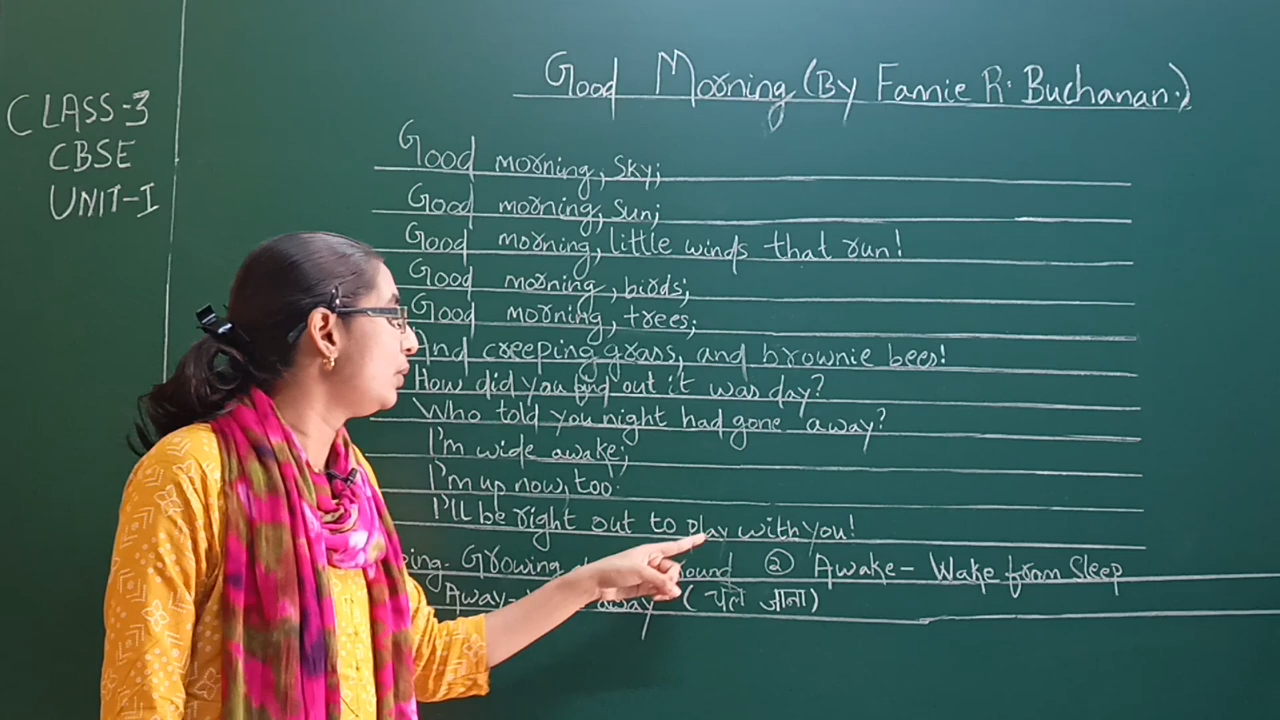 Good Morning (By Fannie R. Buchanan.)
CLASS-3
CBSE
UNIT-I
Good morning, Sky;
Good morning, Sun;
Good morning, little winds that run!
Good morning, birds;
Good morning, trees;
And creeping grass, and brownie bees!
How did you find out it was day?
Who told you night had gone away?
I'm wide awake;
I'm up now, too.
I'll be right out to play with you!
Growing ② Awake- Wake from Sleep
Away- away (चले जाना)